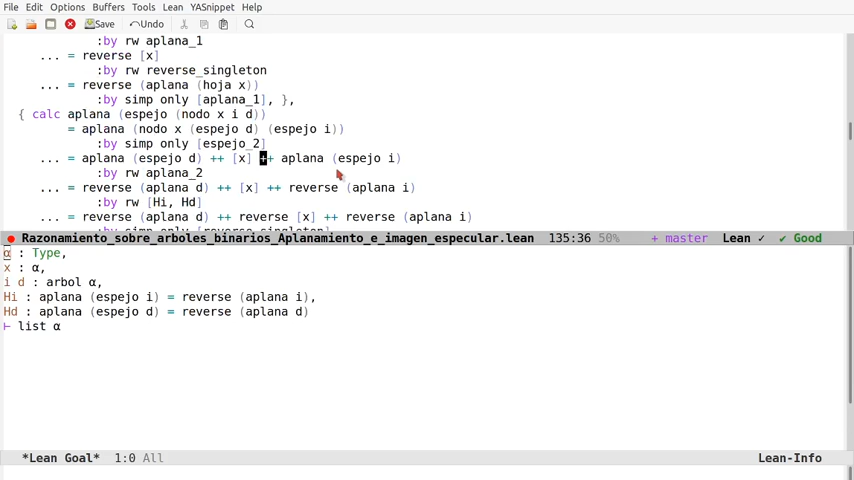 File Edit Options Buffers Tools Lean YASnippet Help
Save Undo
:by rw aplana_1
... = reverse [x]
:by rw reverse_singleton
... = reverse (aplana (hoja x))
:by simp only [aplana_1], },
{ calc aplana (espejo (nodo x i d))
= aplana (nodo x (espejo d) (espejo i))
:by simp only [espejo_2]
... = aplana (espejo d) ++ [x] ++ aplana (espejo i)
:by rw aplana_2
... = reverse (aplana d) ++ [x] ++ reverse (aplana i)
:by rw [Hi, Hd]
... = reverse (aplana d) ++ reverse [x] ++ reverse (aplana i)
:by simp only [reverse_singleton]
Razonamiento_sobre_arboles_binarios_Aplanamiento_e_imagen_especular.lean 135:36 50% + master Lean ✓ ✓ Good
α : Type,
x : α,
i d : arbol α,
Hi : aplana (espejo i) = reverse (aplana i),
Hd : aplana (espejo d) = reverse (aplana d)
⊢ list α
*Lean Goal* 1:0 All Lean-Info